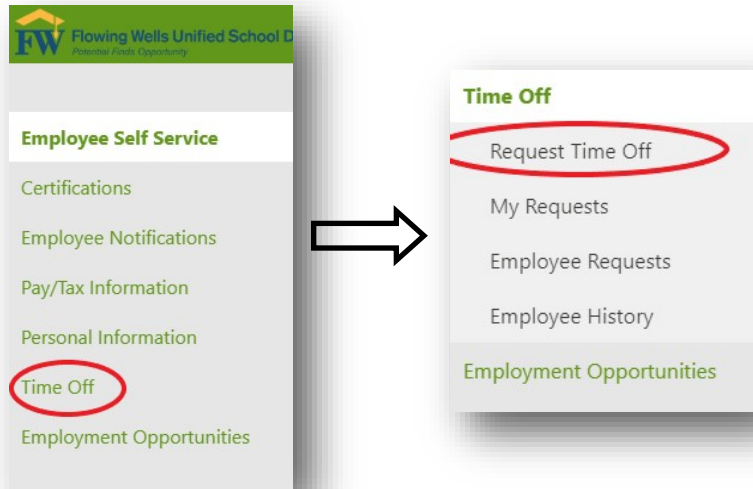 FW Flowing Wells Unified School D
Potential Finds Opportunity
Employee Self Service
Certifications
Employee Notifications
Pay/Tax Information
Personal Information
Time Off
Employment Opportunities
Time Off
Request Time Off
My Requests
Employee Requests
Employee History
Employment Opportunities